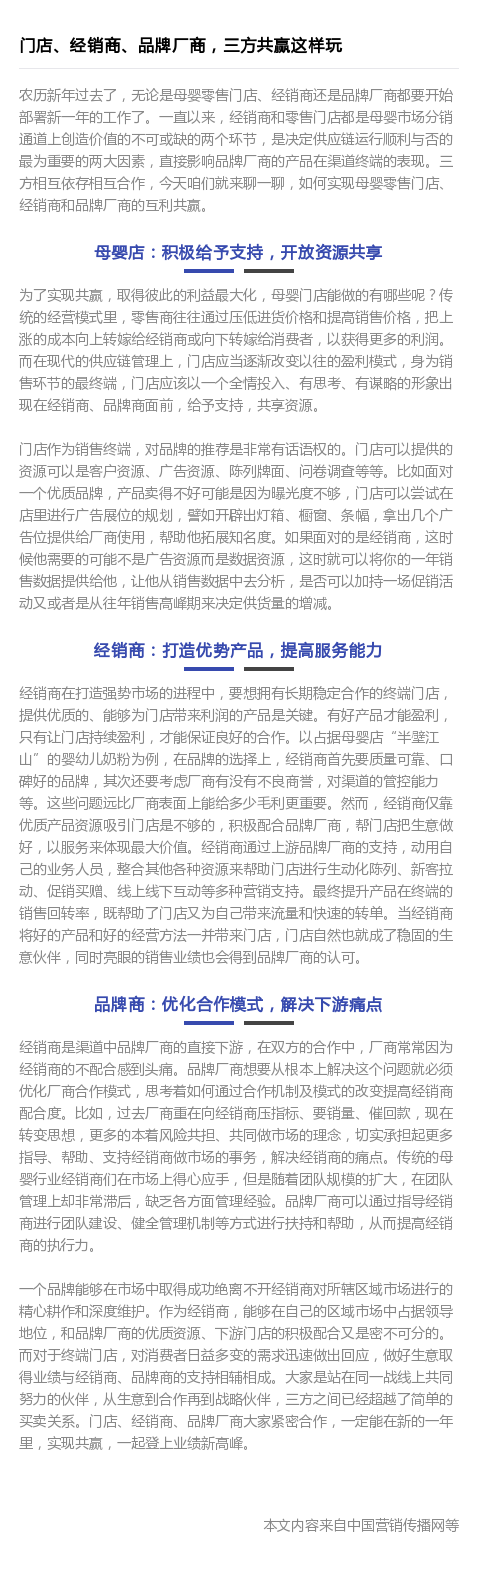 门店、经销商、品牌厂商，三方共赢这样玩
农历新年过去了，无论是母婴零售门店、经销商还是品牌厂商都要开始
部署新一年的工作了。一直以来，经销商和零售门店都是母婴市场分销
通道上创造价值的不可或缺的两个环节，是决定供应链运行顺利与否的
最为重要的两大因素，直接影响品牌厂商的产品在渠道终端的表现。三
方相互依存相互合作，今天咱们就来聊一聊，如何实现母婴零售门店、
经销商和品牌厂商的互利共赢。
母婴店：积极给予支持，开放资源共享
为了实现共赢，取得彼此的利益最大化，母婴门店能做的有哪些呢？传
统的经营模式里，零售商往往通过压低进货价格和提高销售价格，把上
涨的成本向上转嫁给经销商或向下转嫁给消费者，以获得更多的利润。
而在现代的供应链管理上，门店应当逐渐改变以往的盈利模式，身为销
售环节的最终端，门店应该以一个全情投入、有思考、有谋略的形象出
现在经销商、品牌商面前，给予支持，共享资源。
门店作为销售终端，对品牌的推荐是非常有话语权的。门店可以提供的
资源可以是客户资源、广告资源、陈列牌面、问卷调查等等。比如面对
一个优质品牌，产品卖得不好可能是因为曝光度不够，门店可以尝试在
店里进行广告展位的规划，譬如开辟出灯箱、橱窗、条幅，拿出几个广
告位提供给厂商使用，帮助他拓展知名度。如果面对的是经销商，这时
候他需要的可能不是广告资源而是数据资源，这时就可以将你的一年销
售数据提供给他，让他从销售数据中去分析，是否可以加持一场促销活
动又或者是从往年销售高峰期来决定供货量的增减。
经销商：打造优势产品，提高服务能力
经销商在打造强势市场的进程中，要想拥有长期稳定合作的终端门店，
提供优质的、能够为门店带来利润的产品是关键。有好产品才能盈利，
只有让门店持续盈利，才能保证良好的合作。以占据母婴店“半壁江
山”的婴幼儿奶粉为例，在品牌的选择上，经销商首先要质量可靠、口
碑好的品牌，其次还要考虑厂商有没有不良商誉，对渠道的管控能力
等。这些问题远比厂商表面上能给多少毛利更重要。然而，经销商仅靠
优质产品资源吸引门店是不够的，积极配合品牌厂商，帮门店把生意做
好，以服务来体现最大价值。经销商通过上游品牌厂商的支持，动用自
己的业务人员，整合其他各种资源来帮助门店进行生动化陈列、新客拉
动、促销买赠、线上线下互动等多种营销支持。最终提升产品在终端的
销售回转率，既帮助了门店又为自己带来流量和快速的转单。当经销商
将好的产品和好的经营方法一并带来门店，门店自然也就成了稳固的生
意伙伴，同时亮眼的销售业绩也会得到品牌厂商的认可。
品牌商：优化合作模式，解决下游痛点
经销商是渠道中品牌厂商的直接下游，在双方的合作中，厂商常常因为
经销商的不配合感到头痛。品牌厂商想要从根本上解决这个问题就必须
优化厂商合作模式，思考着如何通过合作机制及模式的改变提高经销商
配合度。比如，过去厂商重在向经销商压指标、要销量、催回款，现在
转变思想，更多的本着风险共担、共同做市场的理念，切实承担起更多
指导、帮助、支持经销商做市场的事务，解决经销商的痛点。传统的母
婴行业经销商们在市场上得心应手，但是随着团队规模的扩大，在团队
管理上却非常滞后，缺乏各方面管理经验。品牌厂商可以通过指导经销
商进行团队建设、健全管理机制等方式进行扶持和帮助，从而提高经销
商的执行力。
一个品牌能够在市场中取得成功绝离不开经销商对所辖区域市场进行的
精心耕作和深度维护。作为经销商，能够在自己的区域市场中占据领导
地位，和品牌厂商的优质资源、下游门店的积极配合又是密不可分的。
而对于终端门店，对消费者日益多变的需求迅速做出回应，做好生意取
得业绩与经销商、品牌商的支持相辅相成。大家是站在同一战线上共同
努力的伙伴，从生意到合作再到战略伙伴，三方之间已经超越了简单的
买卖关系。门店、经销商、品牌厂商大家紧密合作，一定能在新的一年
里，实现共赢，一起登上业绩新高峰。
本文内容来自中国营销传播网等